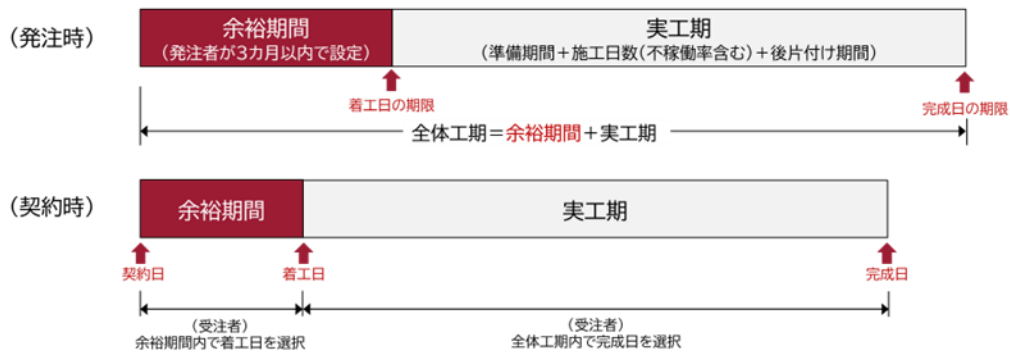 (発注時)
余裕期間
(発注者が3カ月以内で設定)
実工期
(準備期間+施工日数(不稼働率含む)+後片付け期間)
着工日の期限
完成日の期限
全体工期=余裕期間+実工期
(契約時)
余裕期間
実工期
契約日
着工日
完成日
(受注者)
余裕期間内で着工日を選択
(受注者)
全体工期内で完成日を選択